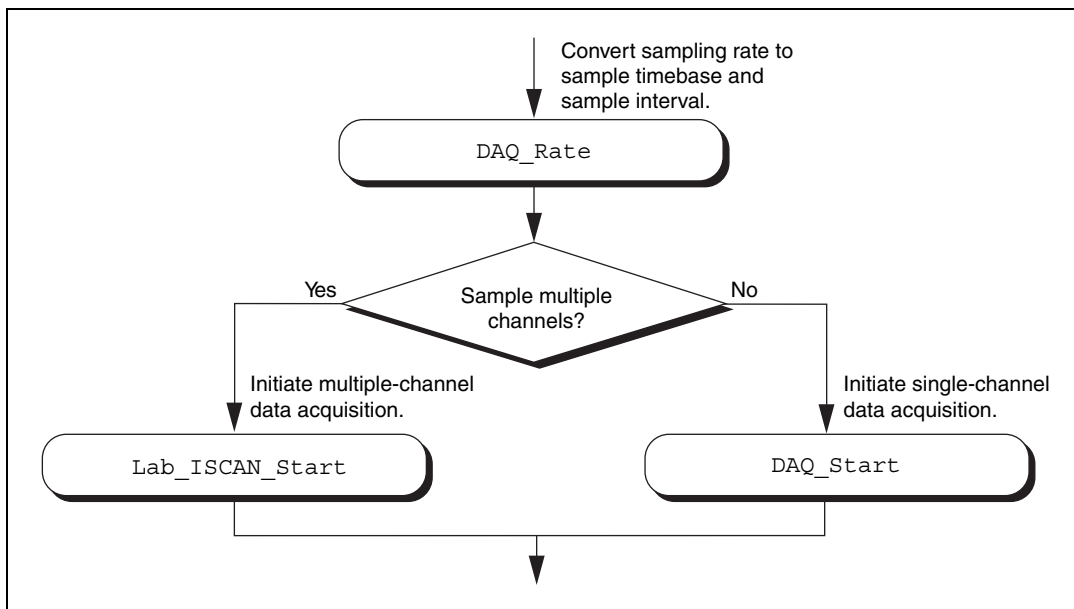 Convert sampling rate to
sample timebase and
sample interval.
DAQ_Rate
Yes
Sample multiple
channels?
No
Initiate multiple-channel
data acquisition.
Initiate single-channel
data acquisition.
Lab_ISCAN_Start
DAQ_Start